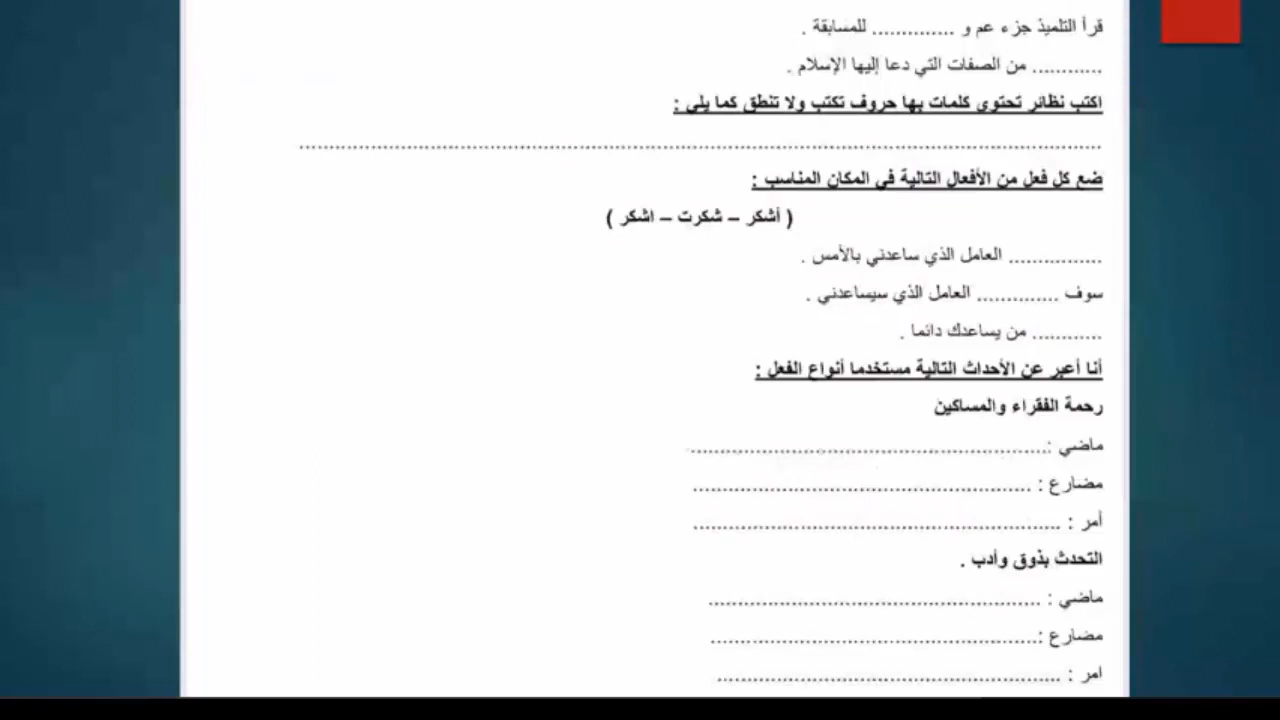 قرأ التلميذ جزء عم و .............. للمسابقة .
............ من الصفات التي دعا إليها الإسلام .
اكتب نظائر تحتوي كلمات بها حروف تكتب ولا تنطق كما يلي :
................................................................................................................................
ضع كل فعل من الأفعال التالية في المكان المناسب :
( أشكر – شكرت – اشكر )
................ العامل الذي ساعدني بالأمس .
سوف .............. العامل الذي سيساعدني .
............ من يساعدك دائما .
أنا أعبر عن الأحداث التالية مستخدما أنواع الفعل :
رحمة الفقراء والمساكين
ماضي :............................................................
مضارع : .........................................................
أمر : ..............................................................
التحدث بذوق وأدب .
ماضي : ........................................................
مضارع :........................................................
امر : ..........................................................